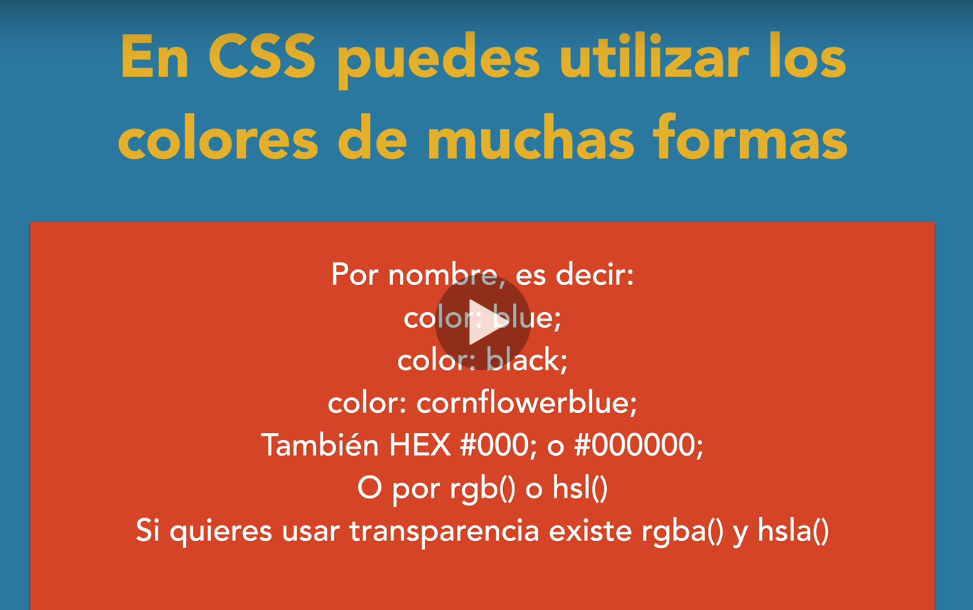 En CSS puedes utilizar los
colores de muchas formas
Por nombre, es decir:
color: blue;
color: black;
color: cornflowerblue;
También HEX #000; o #000000;
O por rgb() o hsl()
Si quieres usar transparencia existe rgba() y hsla()